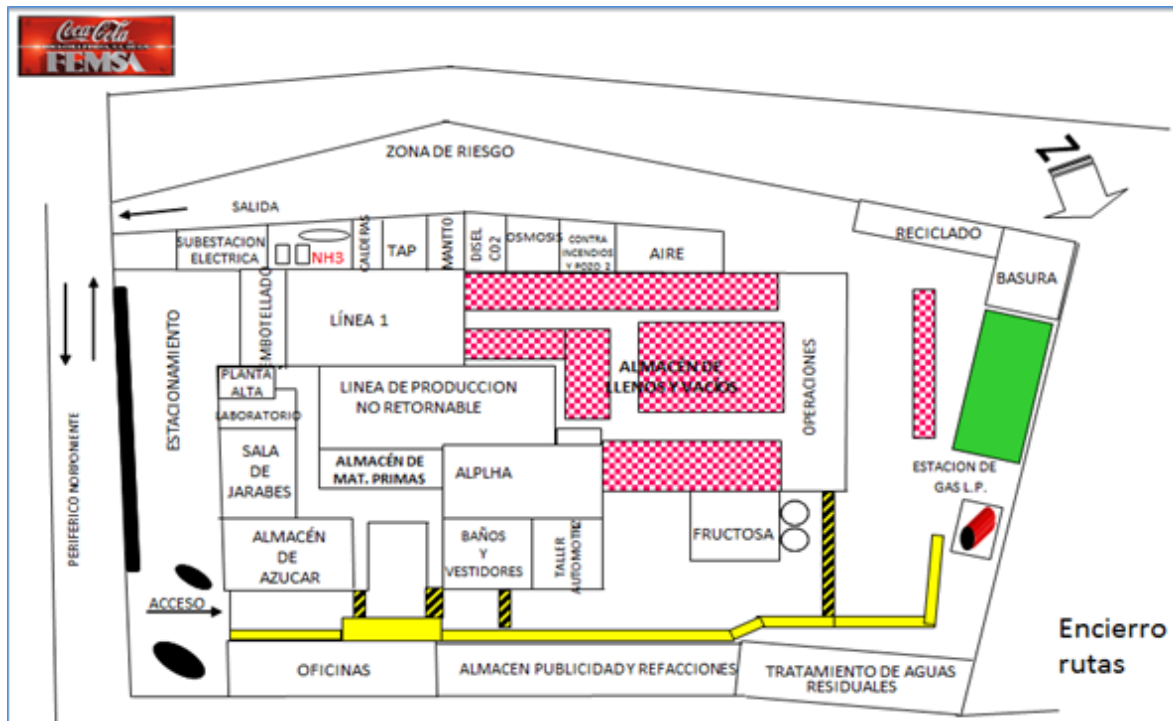 Coca-Cola
FEMSA
ZONA DE RIESGO
N
SALIDA
SUBESTACION
ELECTRICA
NH3
CALDERAS
TAP
MANTTO
DISEL
CO2
OSMOSIS
CONTRA
INCENDIOS
Y POZO 2
AIRE
RECICLADO
BASURA
EMBOTELLADO
LÍNEA 1
ESTACIONAMIENTO
PERIFERICO NORPONIENTE
PLANTA
ALTA
LABORATORIO
LINEA DE PRODUCCION
NO RETORNABLE
ALMACÉN DE
LLENOS Y VACÍOS
OPERACIONES
SALA
DE
JARABES
ALMACÉN DE
MAT. PRIMAS
ALPLHA
ESTACION DE
GAS L.P.
ALMACÉN
DE
AZUCAR
BAÑOS
Y
VESTIDORES
TALLER
AUTOMOTRIZ
FRUCTOSA
ACCESO
OFICINAS
ALMACEN PUBLICIDAD Y REFACCIONES
TRATAMIENTO DE AGUAS
RESIDUALES
Encierro
rutas